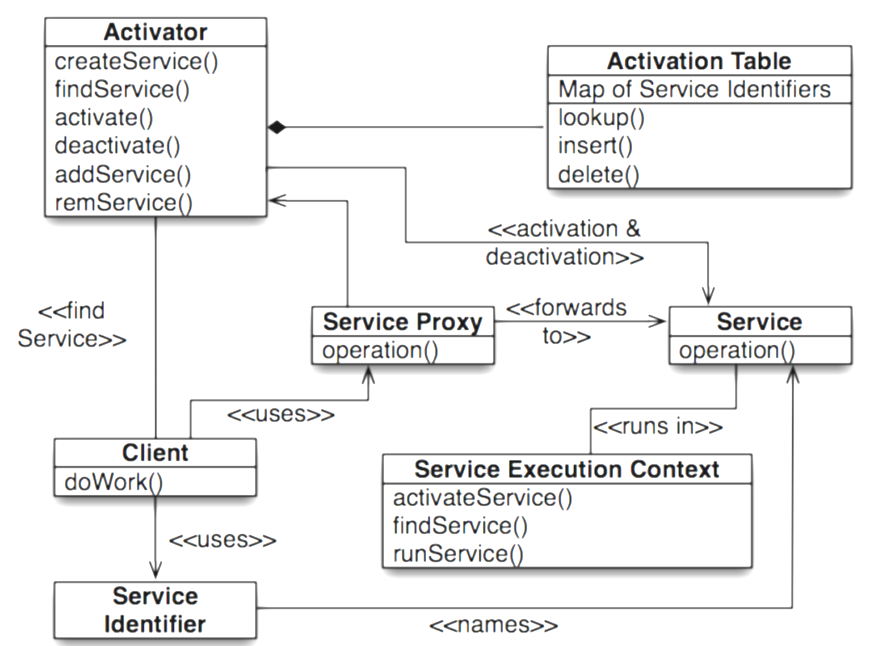 Activator
createService()
findService()
activate()
deactivate()
addService()
remService()
Activation Table
Map of Service Identifiers
lookup()
insert()
delete()
<<activation &
deactivation>>
<<find
Service>>
Service Proxy
operation()
<<forwards
to>>
Service
operation()
<<uses>>
<<runs in>>
Client
doWork()
Service Execution Context
activateService()
findService()
runService()
<<uses>>
Service
Identifier
<<names>>